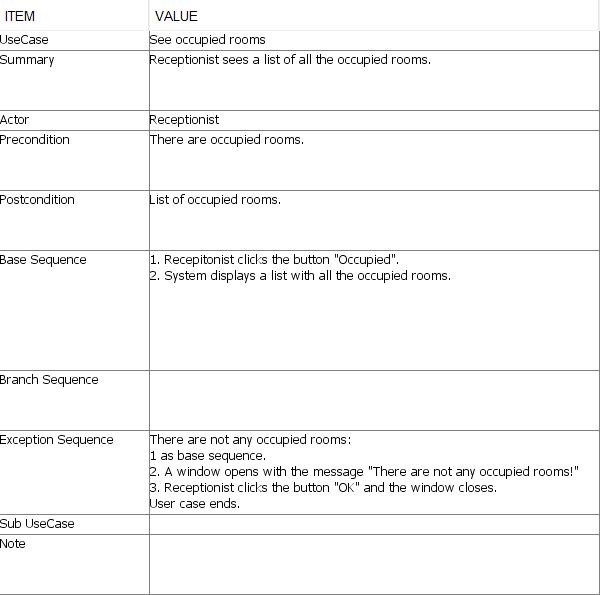 ITEM VALUE
UseCase See occupied rooms
Summary Receptionist sees a list of all the occupied rooms.
Actor Receptionist
Precondition There are occupied rooms.
Postcondition List of occupied rooms.
Base Sequence 1. Recepitonist clicks the button "Occupied".
2. System displays a list with all the occupied rooms.
Branch Sequence
Exception Sequence There are not any occupied rooms:
1 as base sequence.
2. A window opens with the message "There are not any occupied rooms!"
3. Receptionist clicks the button "OK" and the window closes.
User case ends.
Sub UseCase
Note